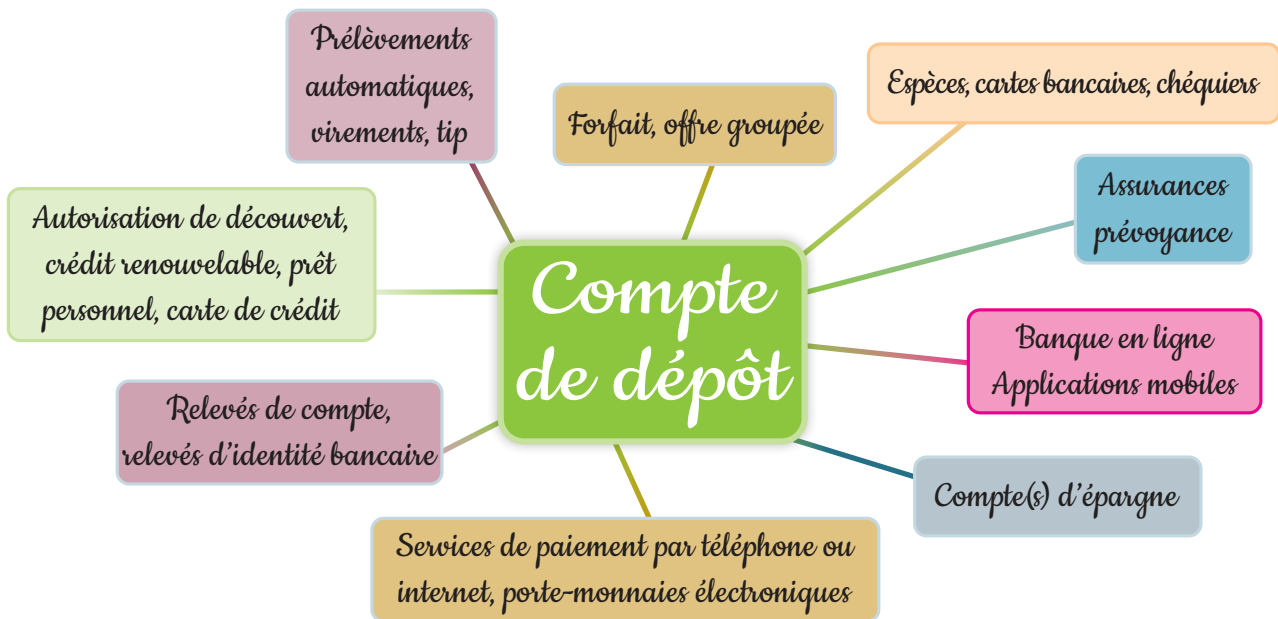 Prélèvements
automatiques,
virements, tip
Forfait, offre groupée
Espèces, cartes bancaires, chéquiers
Assurances
prévoyance
Autorisation de découvert,
crédit renouvelable, prêt
personnel, carte de crédit
Compte
de dépôt
Banque en ligne
Applications mobiles
Relevés de compte,
relevés d'identité bancaire
Compte(s) d'épargne
Services de paiement par téléphone ou
internet, porte-monnaies électroniques